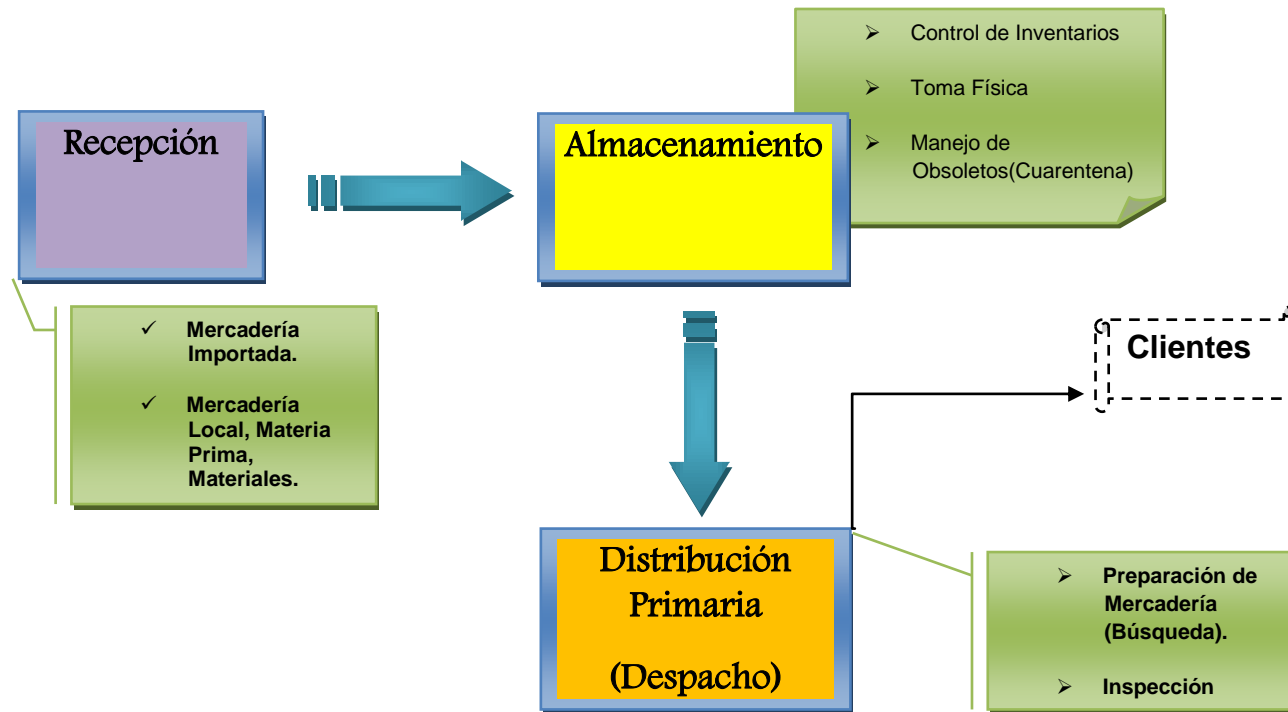 Recepción
✓ Mercadería
Importada.
✓ Mercadería
Local, Materia
Prima,
Materiales.
Almacenamiento
➢ Control de Inventarios
➢ Toma Física
➢ Manejo de
Obsoletos(Cuarentena)
Distribución
Primaria
(Despacho)
Clientes
➢ Preparación de
Mercadería
(Búsqueda).
➢ Inspección